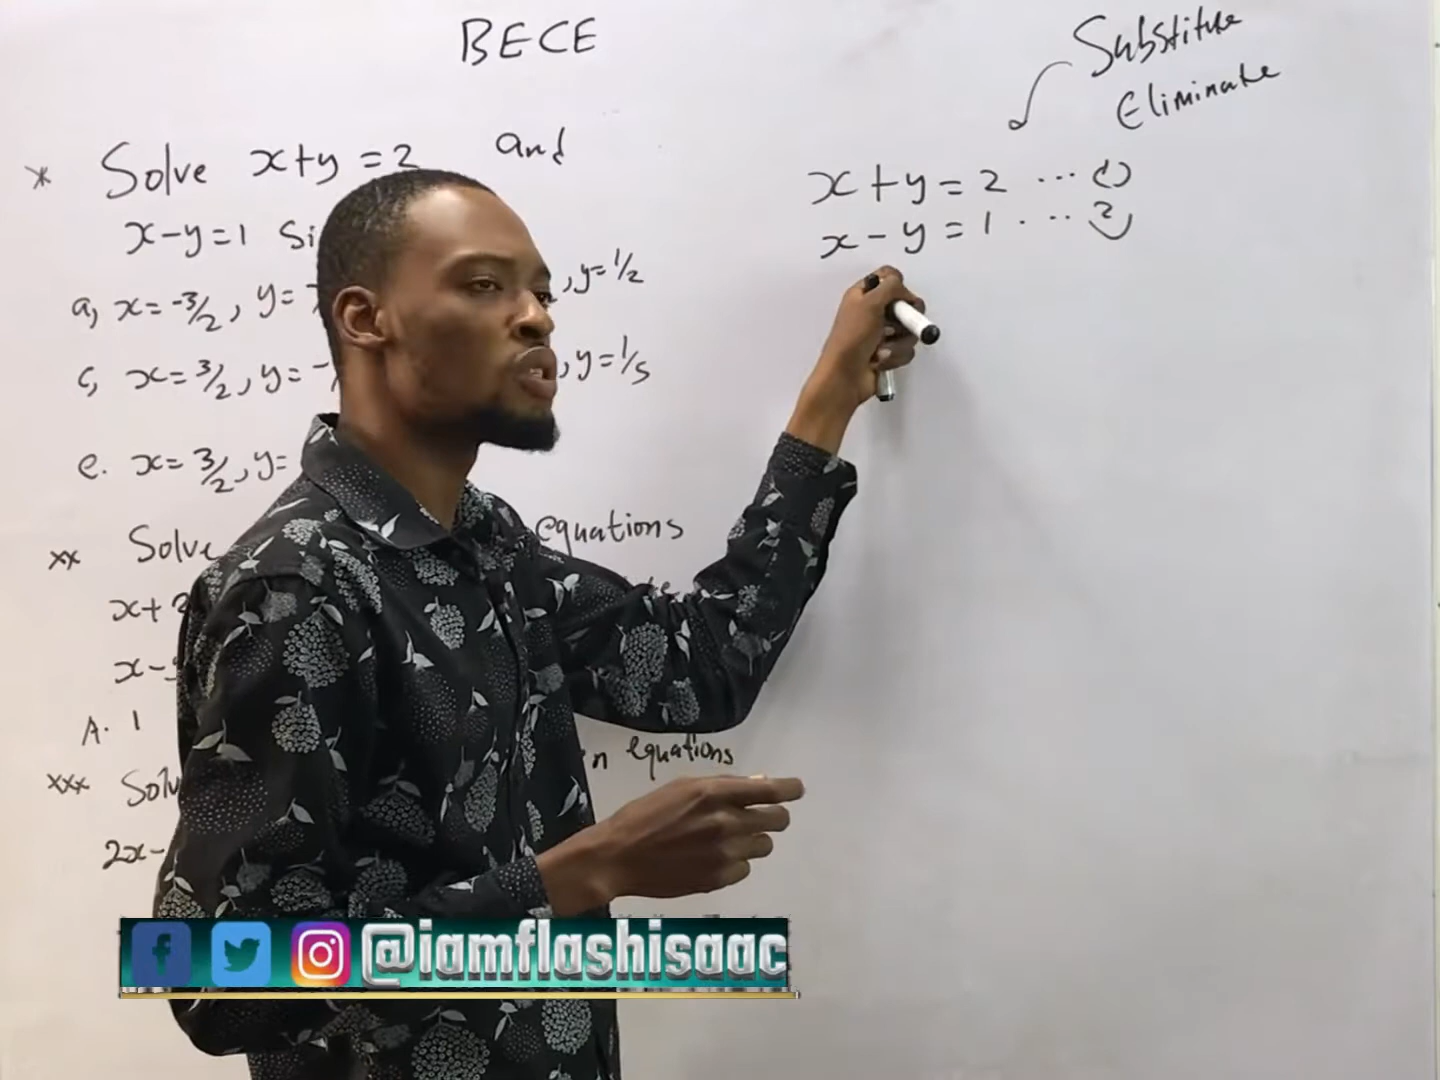 BECE
Substitute
Eliminate
* Solve x+y=2 and
x-y=1 Si
a, x=-3/2, y=
, y=1/2
c, x=3/2, y=-
, y=1/5
e. x=3/2, y=
x+y=2 ... (1)
x-y=1 ... 2)
xx Solve
equations
x+
x-
A. 1
xxx Solv
n equations
2x-
@iamflashisaac